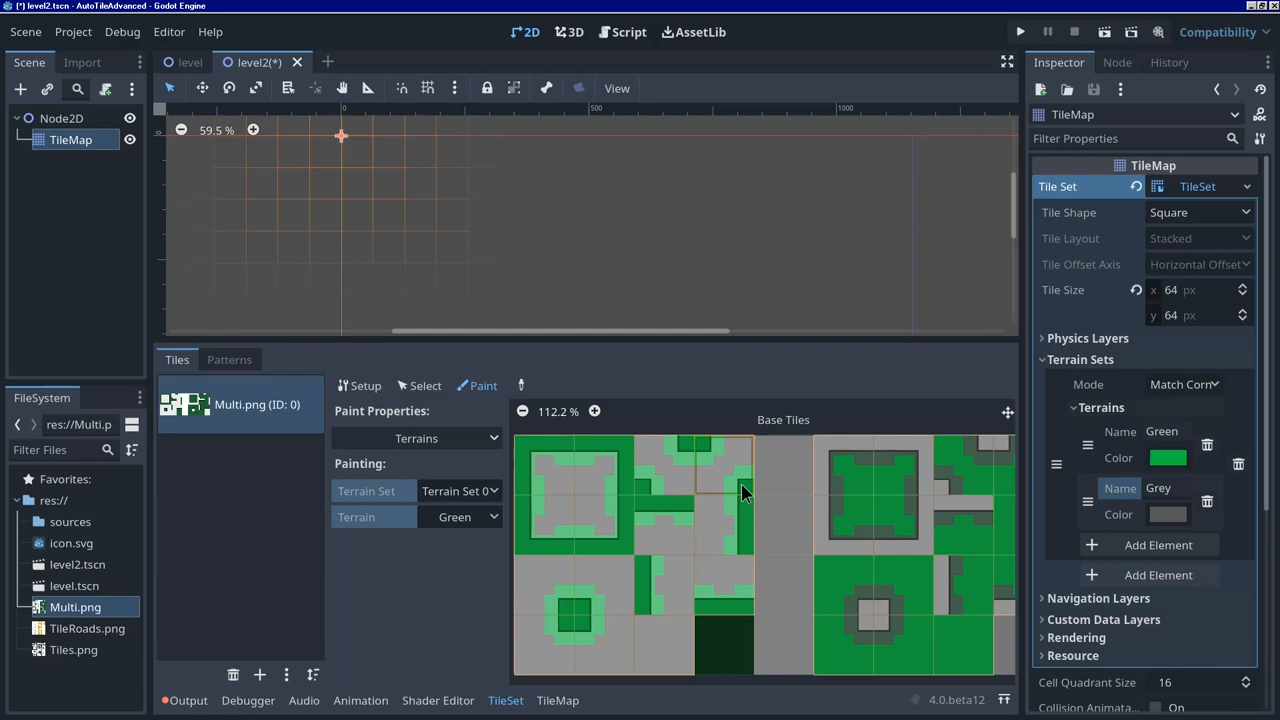 (*) level2.tscn - AutoTileAdvanced - Godot Engine
Scene Project Debug Editor Help
2D 3D Script AssetLib
Compatibility
Scene Import
level level2(*)
Inspector Node History
View
Node2D
TileMap
0 500 1000
59.5 %
0
TileMap
Filter Properties
TileMap
Tile Set TileSet
Tile Shape Square
Tile Layout Stacked
Tile Offset Axis Horizontal Offset
Tile Size x 64 px
y 64 px
Physics Layers
Terrain Sets
Mode Match Corn
Terrains
Name Green
Color
Name Grey
Color
Add Element
Add Element
Navigation Layers
Custom Data Layers
Rendering
Resource
Cell Quadrant Size 16
Collision Animata On
Tiles Patterns
Multi.png (ID: 0)
Setup Select Paint
Paint Properties:
Terrains
Painting:
Terrain Set Terrain Set 0
Terrain Green
112.2 %
Base Tiles
FileSystem
res://Multi.p
Filter Files
Favorites:
res://
sources
icon.svg
level2.tscn
level.tscn
Multi.png
TileRoads.png
Tiles.png
Output Debugger Audio Animation Shader Editor TileSet TileMap
4.0.beta12